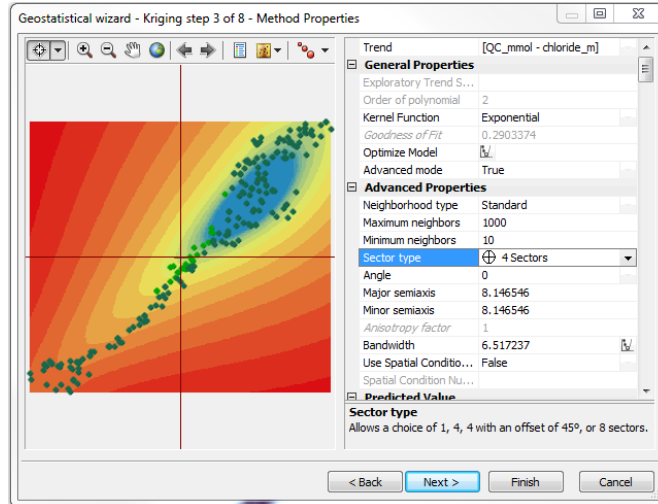 Geostatistical wizard - Kriging step 3 of 8 - Method Properties
Trend [QC_mmol - chloride_m]
General Properties
Exploratory Trend S...
Order of polynomial 2
Kernel Function Exponential
Goodness of Fit 0.2903374
Optimize Model
Advanced mode True
Advanced Properties
Neighborhood type Standard
Maximum neighbors 1000
Minimum neighbors 10
Sector type 4 Sectors
Angle 0
Major semiaxis 8.146546
Minor semiaxis 8.146546
Anisotropy factor 1
Bandwidth 6.517237
Use Spatial Conditio... False
Spatial Condition Nu...
Predicted Value
Sector type
Allows a choice of 1, 4, 4 with an offset of 45º, or 8 sectors.
< Back Next > Finish Cancel